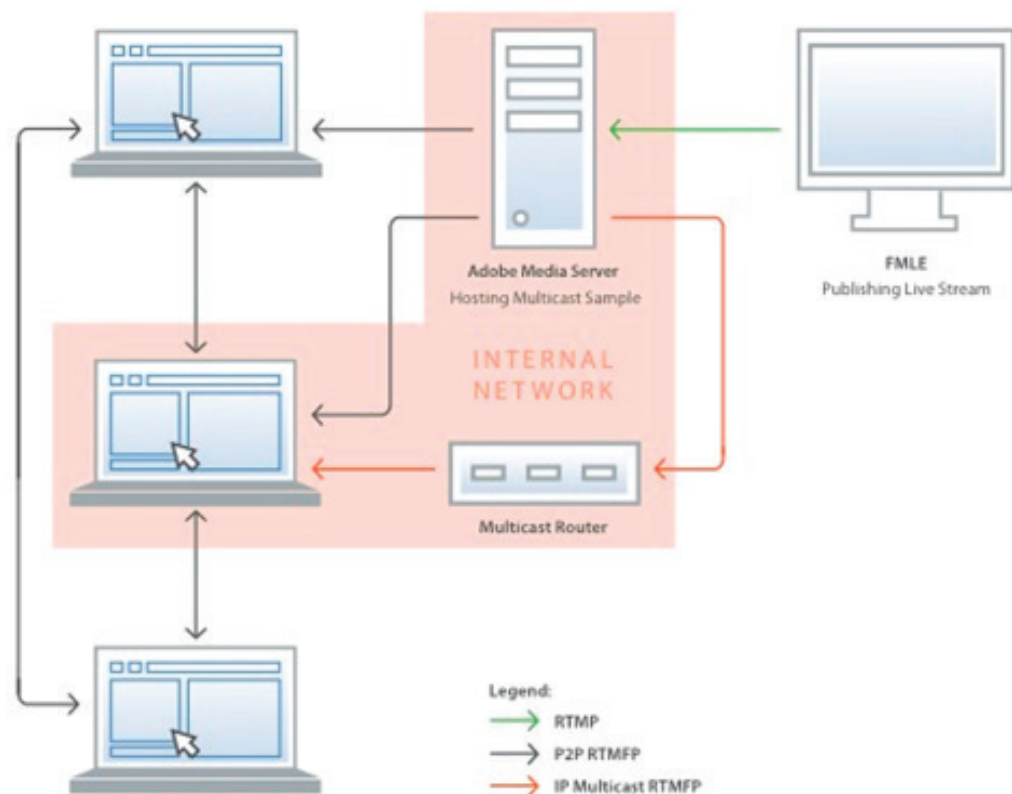 Adobe Media Server
Hosting Multicast Sample
FMLE
Publishing Live Stream
INTERNAL
NETWORK
Multicast Router
Legend:
RTMP
P2P RTMFP
IP Multicast RTMFP